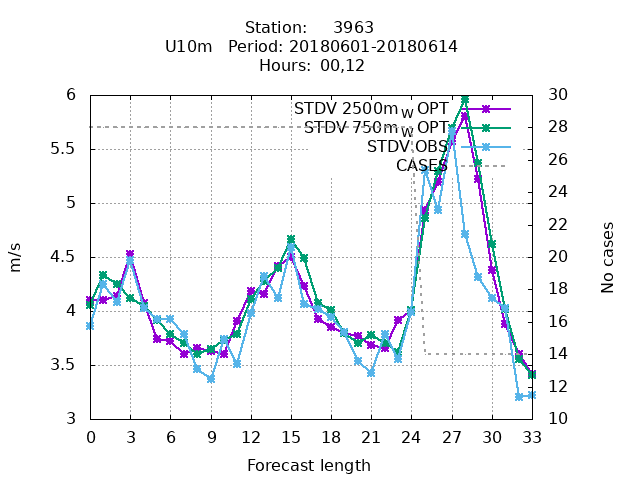 Station: 3963
U10m Period: 20180601-20180614
Hours: 00,12
STDV 2500m w OPT
STDV 750m w OPT
STDV OBS
CASES
6
5.5
5
4.5
4
3.5
3
30
28
26
24
22
20
18
16
14
12
10
m/s
No cases
0 3 6 9 12 15 18 21 24 27 30 33
Forecast length